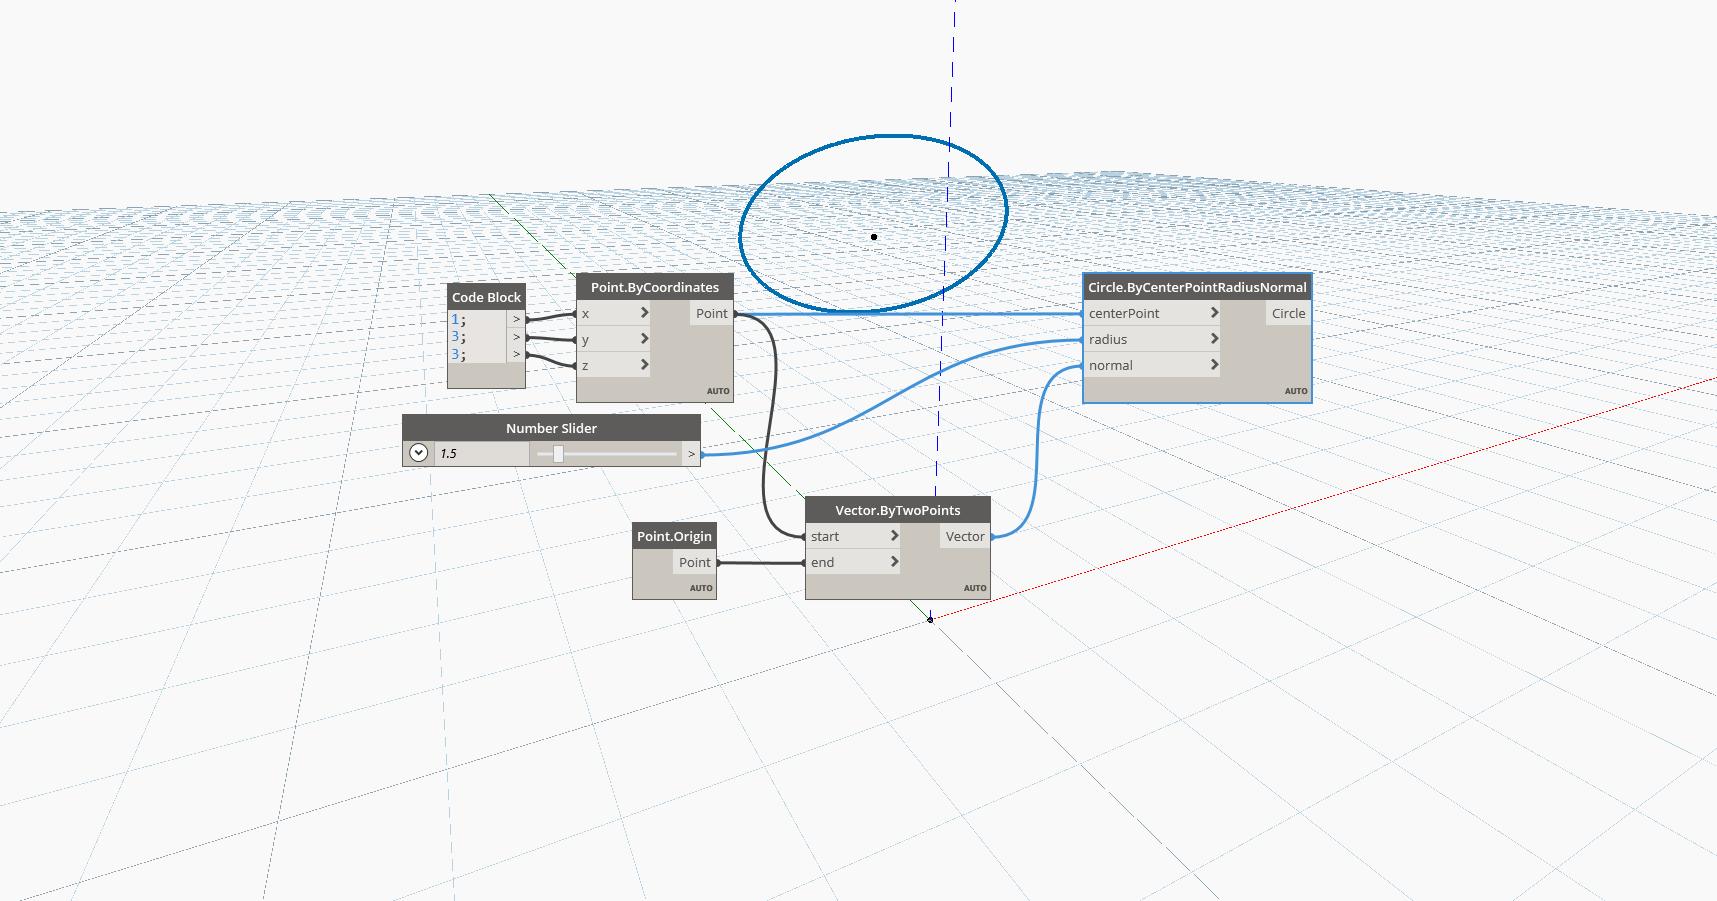 Code Block
1; >
3; >
3; >
Point.ByCoordinates
x > Point
y >
z >
AUTO
Circle.ByCenterPointRadiusNormal
centerPoint > Circle
radius >
normal >
AUTO
Number Slider
1.5 >
Point.Origin
Point
AUTO
Vector.ByTwoPoints
start > Vector
end >
AUTO